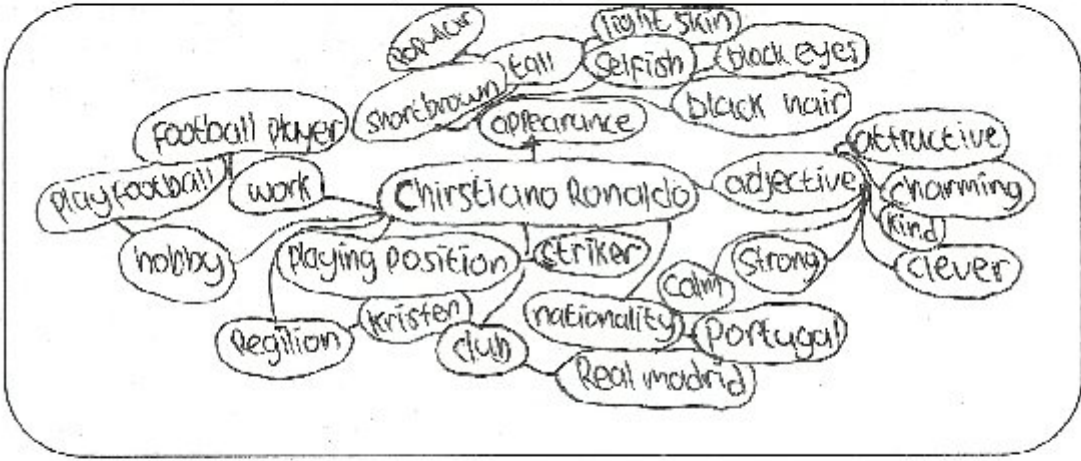 popular
light skin
tall
selfish
black eyes
short brown
black hair
appearance
football player
attractive
play football
work
Chirstiano Ronaldo
adjective
charming
kind
hobby
playing position
striker
strong
clever
calm
Regilion
kristen
club
nationality
portugal
Real madrid